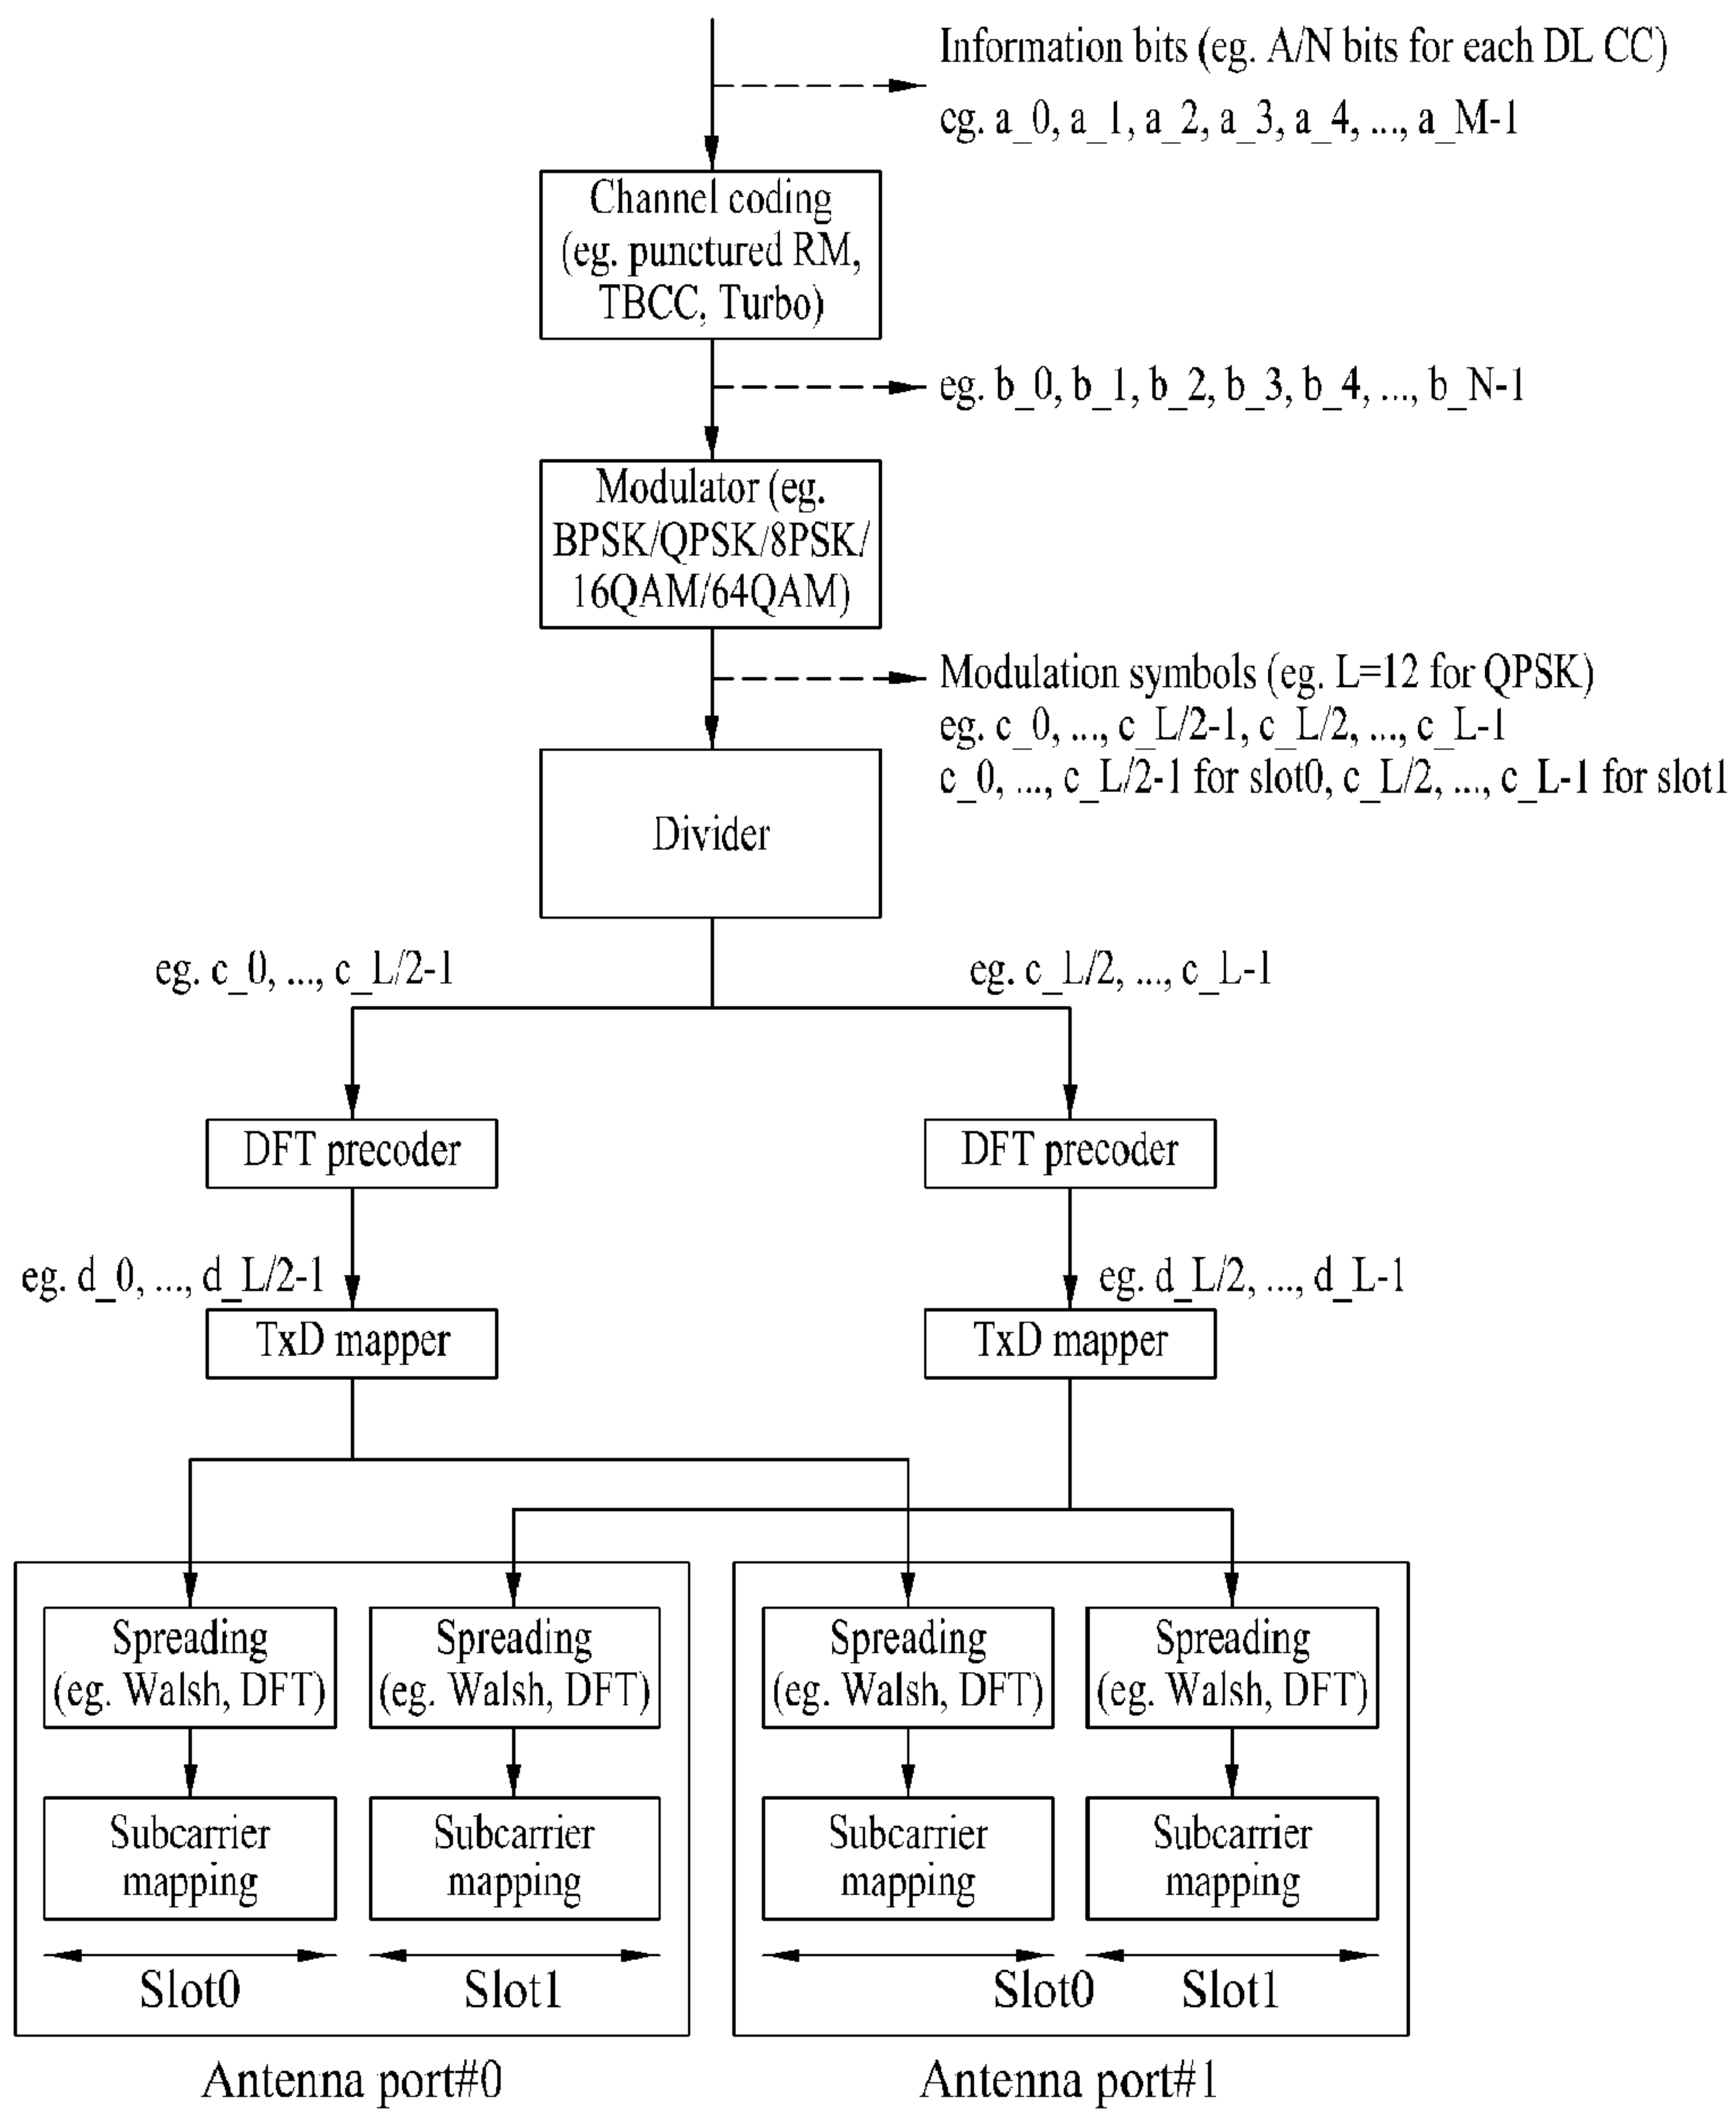 Information bits (eg. A/N bits for each DL CC)
cg. a_0, a_1, a_2, a_3, a_4, ..., a_M-1
Channel coding
(eg. punctured RM,
TBCC, Turbo)
eg. b_0, b_1, b_2, b_3, b_4, ..., b_N-1
Modulator (eg.
BPSK/QPSK/8PSK/
16QAM/64QAM)
Modulation symbols (eg. L=12 for QPSK)
eg. c_0, ..., c_L/2-1, c_L/2, ..., c_L-1
c_0, ..., c_L/2-1 for slot0, c_L/2, ..., c_L-1 for slot1
Divider
eg. c_0, ..., c_L/2-1
eg. c_L/2, ..., c_L-1
DFT precoder
DFT precoder
eg. d_0, ..., d_L/2-1
eg. d_L/2, ..., d_L-1
TxD mapper
TxD mapper
Spreading
(eg. Walsh, DFT)
Spreading
(eg. Walsh, DFT)
Spreading
(eg. Walsh, DFT)
Spreading
(eg. Walsh, DFT)
Subcarrier
mapping
Subcarrier
mapping
Subcarrier
mapping
Subcarrier
mapping
Slot0
Slot1
Slot0
Slot1
Antenna port#0
Antenna port#1